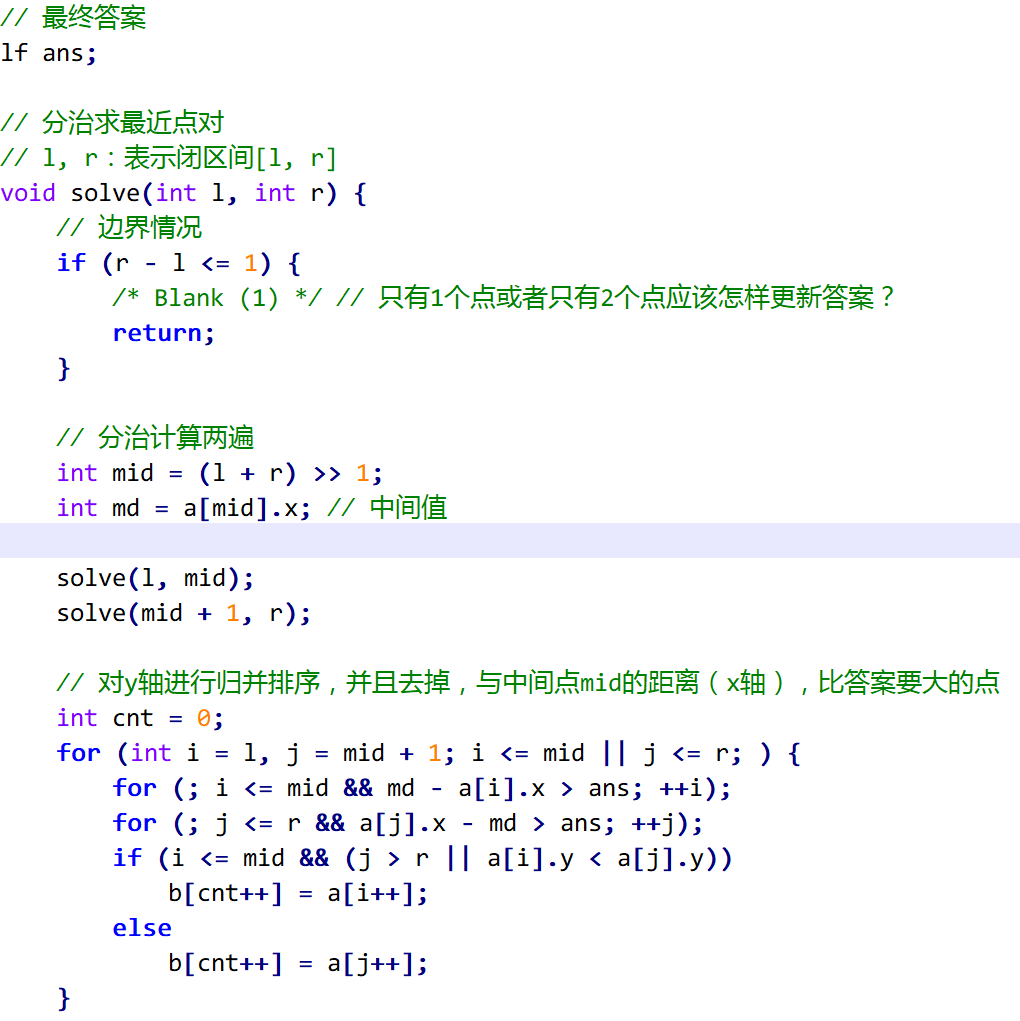 // 最终答案
lf ans;
// 分治求最近点对
// l, r：表示闭区间[l, r]
void solve(int l, int r) {
    // 边界情况
    if (r - l <= 1) {
        /* Blank (1) */ // 只有1个点或者只有2个点应该怎样更新答案？
        return;
    }
    // 分治计算两遍
    int mid = (l + r) >> 1;
    int md = a[mid].x; // 中间值
    solve(l, mid);
    solve(mid + 1, r);
    // 对y轴进行归并排序，并且去掉，与中间点mid的距离（x轴），比答案要大的点
    int cnt = 0;
    for (int i = l, j = mid + 1; i <= mid || j <= r; ) {
        for (; i <= mid && md - a[i].x > ans; ++i);
        for (; j <= r && a[j].x - md > ans; ++j);
        if (i <= mid && (j > r || a[i].y < a[j].y))
            b[cnt++] = a[i++];
        else
            b[cnt++] = a[j++];
    }